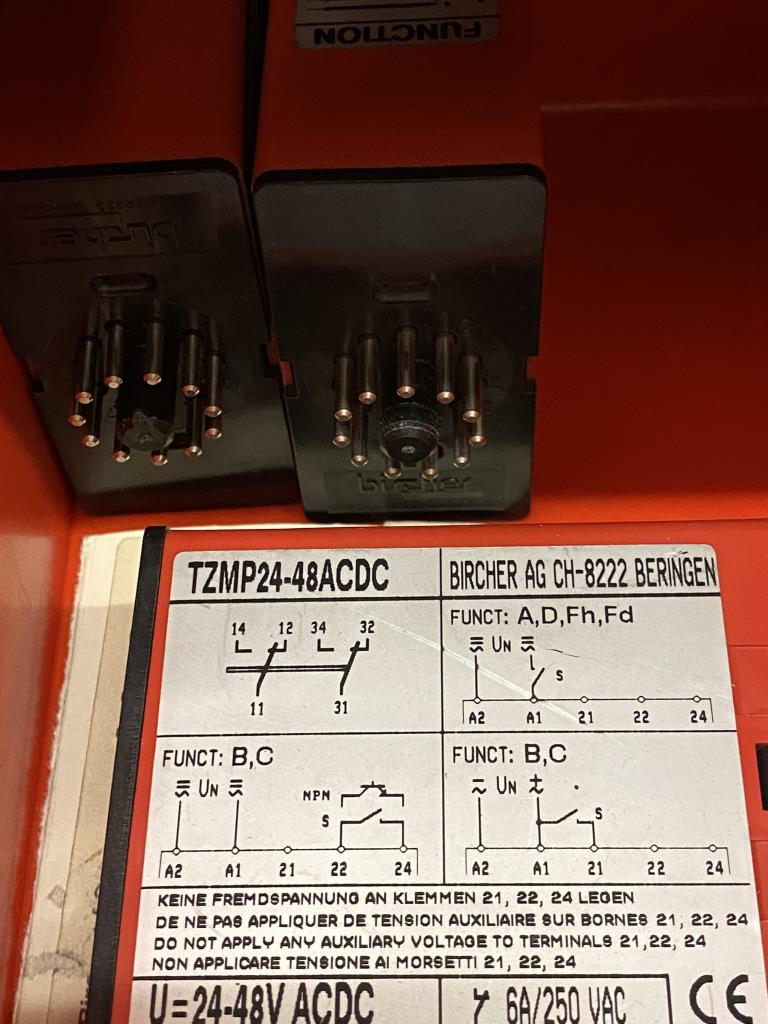 FUNCTION
bircher
bircher
TZMP24-48ACDC
BIRCHER AG CH-8222 BERINGEN
14 12 34 32
11 31
FUNCT: A,D,Fh,Fd
UN
S
A2 A1 21 22 24
FUNCT: B,C
UN
NPN
S
A2 A1 21 22 24
FUNCT: B,C
UN
S
A2 A1 21 22 24
KEINE FREMDSPANNUNG AN KLEMMEN 21, 22, 24 LEGEN
DE NE PAS APPLIQUER DE TENSION AUXILIAIRE SUR BORNES 21, 22, 24
DO NOT APPLY ANY AUXILIARY VOLTAGE TO TERMINALS 21,22, 24
NON APPLICARE TENSIONE AI MORSETTI 21, 22, 24
U=24-48V ACDC
6A/250 VAC
CE